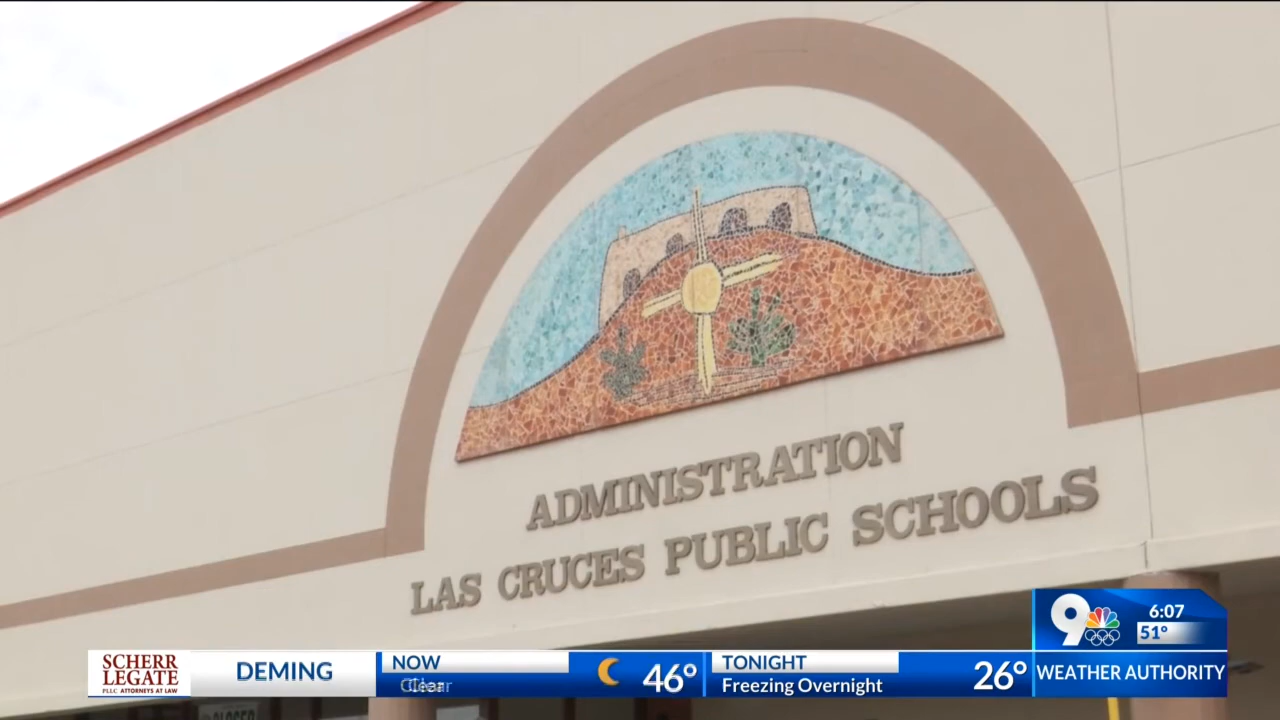 ADMINISTRATION
LAS CRUCES PUBLIC SCHOOLS
9
6:07
51°
SCHERR
LEGATE
PLLC ATTORNEYS AT LAW
DEMING
NOW
Clear
46°
TONIGHT
Freezing Overnight
26°
WEATHER AUTHORITY
CLOSED